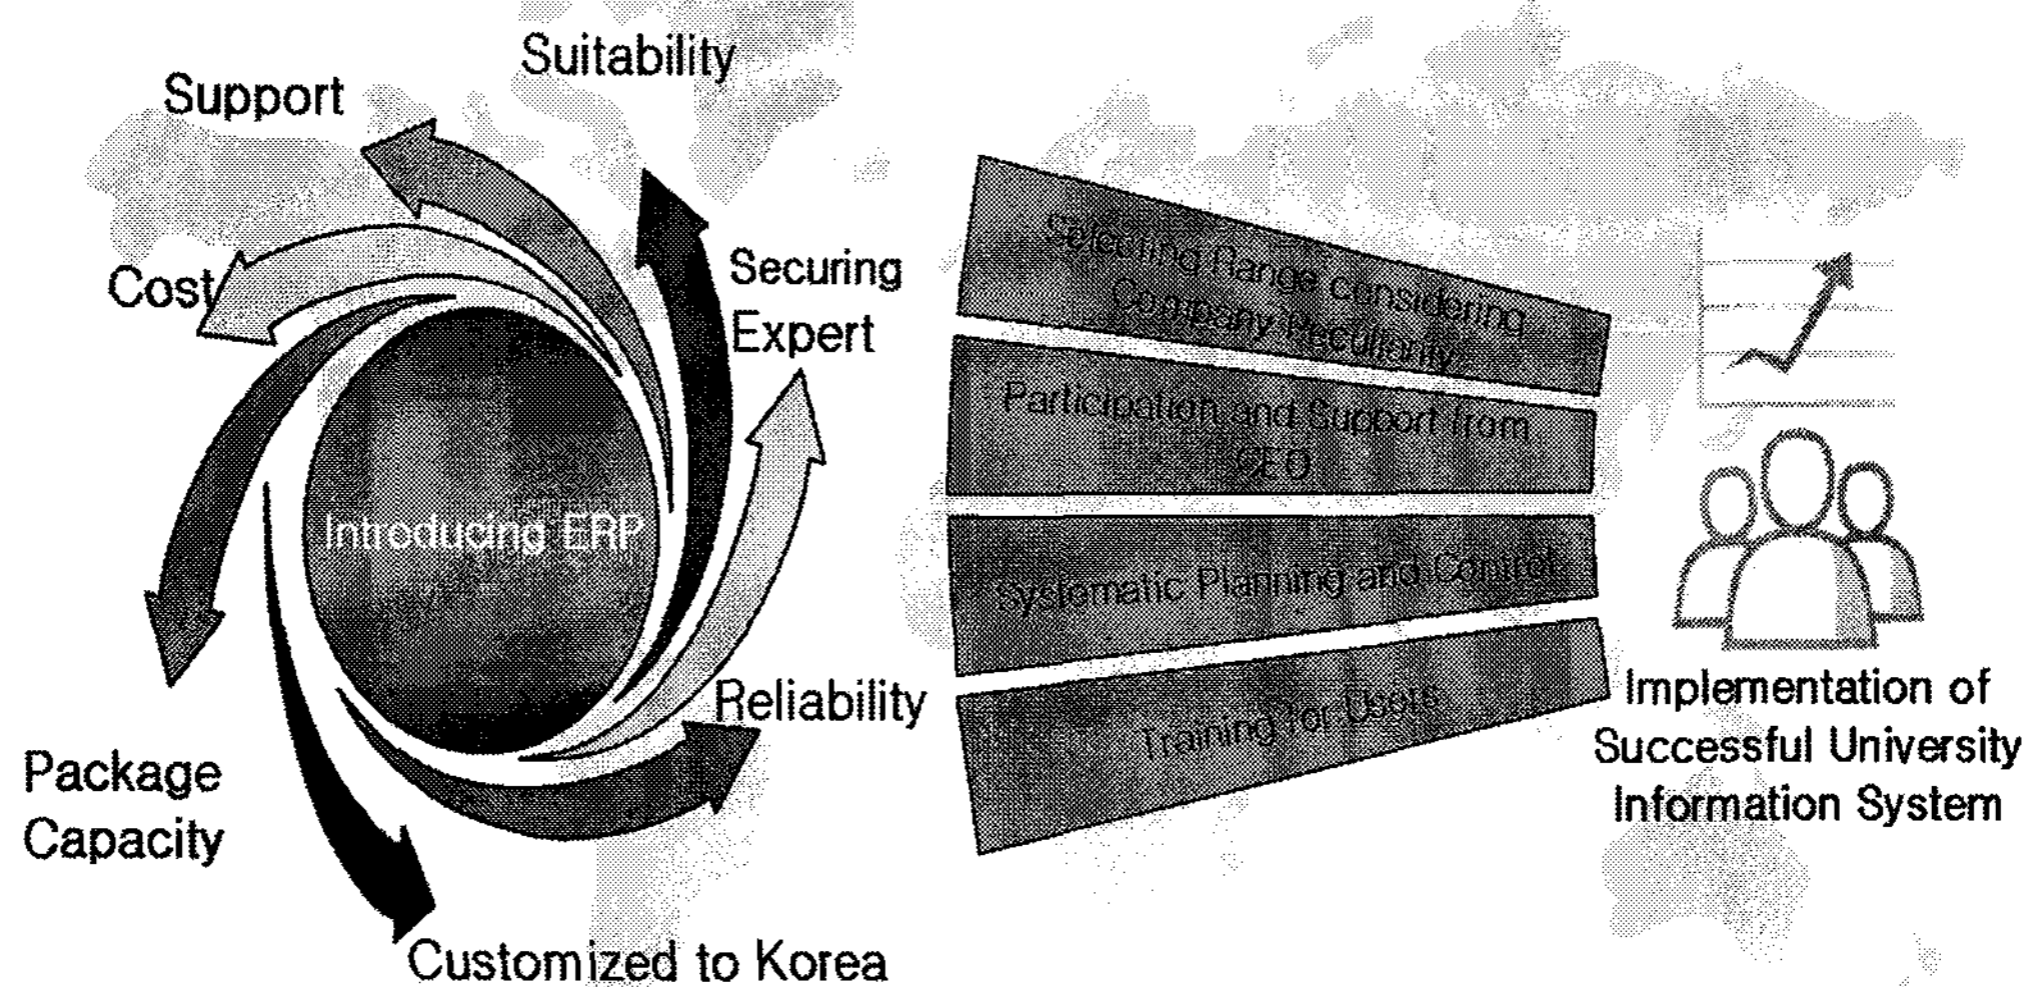 Suitability
Support
Cost
Securing
Expert
Introducing ERP
Reliability
Package
Capacity
Customized to Korea
Selecting Range considering
Company Peculiarity
Participation and Support from
CEO
Systematic Planning and Control
Training for Users
Implementation of
Successful University
Information System